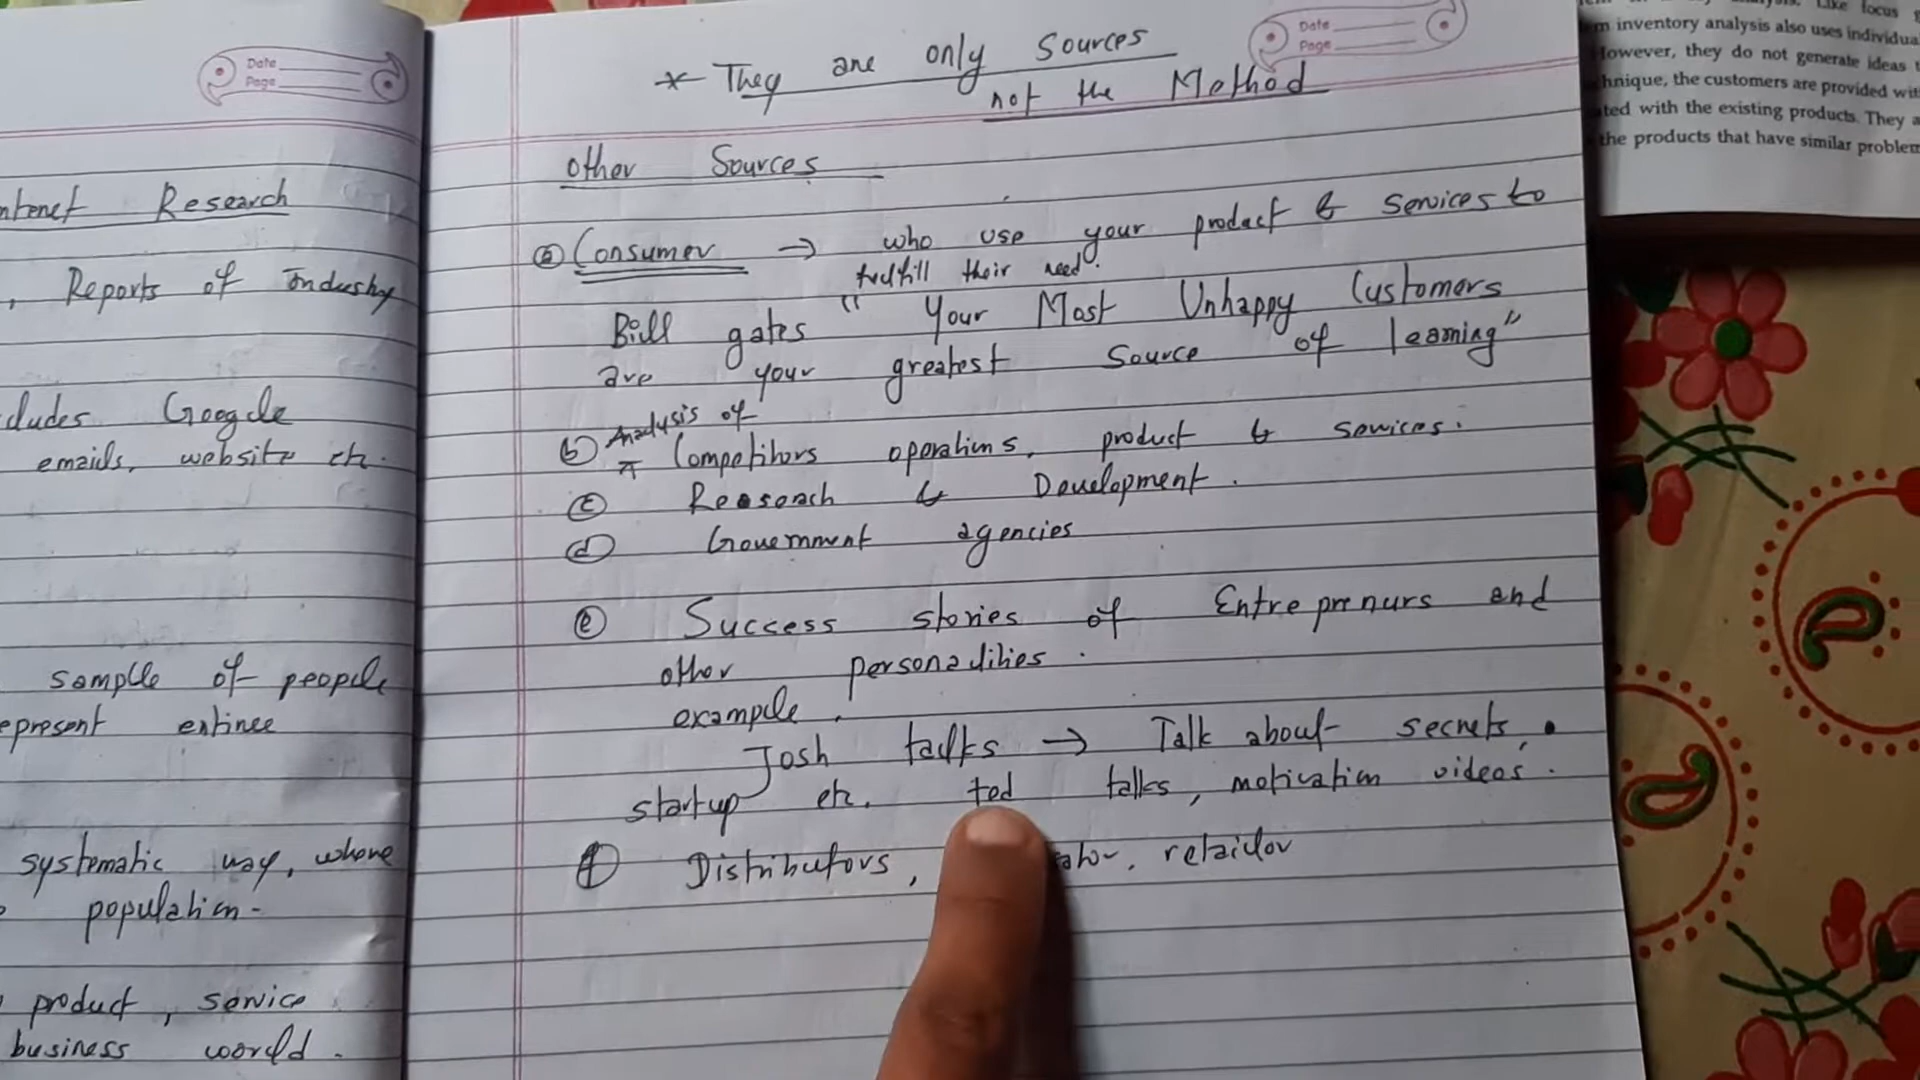 Date
Page
ntenet Research
, Reports of Industry
cludes Google
emails, website etc.
sample of people
epresent entire
systematic way, where
population-
product, service
business world.
* They are only Sources
not the Method
Date
Page
Other Sources
(a) Consumer → who use your product & services to
fulfill their need.
Bill gates " Your Most Unhappy Customers
are your greatest Source of learning"
(b) Analysis of
Competitors operations, product & services.
(c) Research & Development.
(d) Government agencies
(e) Success stories of Entreprenurs and
other personalities.
example,
Josh talks → Talk about secrets,
startup etc. ted talks, motivation videos.
(f) Distributors, retailor
Like focus
m inventory analysis also uses individua
However, they do not generate ideas t
hnique, the customers are provided wit
ted with the existing products. They a
the products that have similar problem